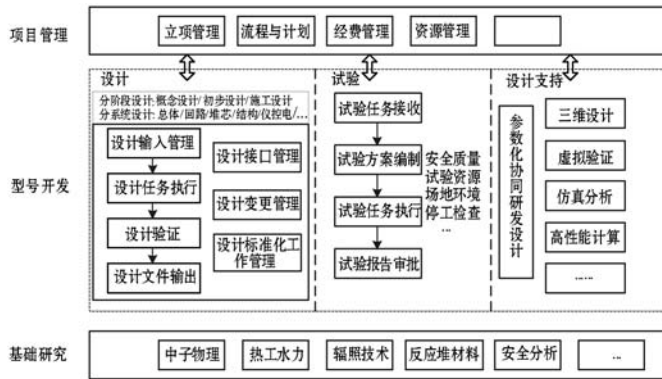 项目管理
立项管理
流程与计划
经费管理
资源管理
型号开发
设计
分阶段设计:概念设计/初步设计/施工设计
分系统设计:总体/回路/堆芯/结构/仪控电/...
设计输入管理
设计任务执行
设计验证
设计文件输出
设计接口管理
设计变更管理
设计标准化工
作管理
试验
试验任务接收
试验方案编制
试验任务执行
试验报告审批
安全质量
试验资源
场地环境
停工检查
...
设计支持
参数化协同研发设计
三维设计
虚拟验证
仿真分析
高性能计算
……
基础研究
中子物理
热工水力
辐照技术
反应堆材料
安全分析
...